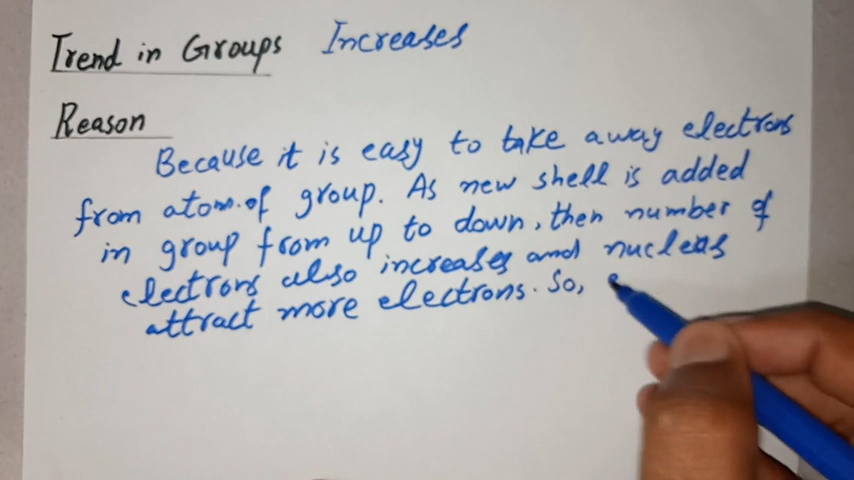 Trend in Groups Increases
Reason
Because it is easy to take away electrons
from atom of group. As new shell is added
in group from up to down, then number of
electrons also increases and nucleus
attract more electrons. So,